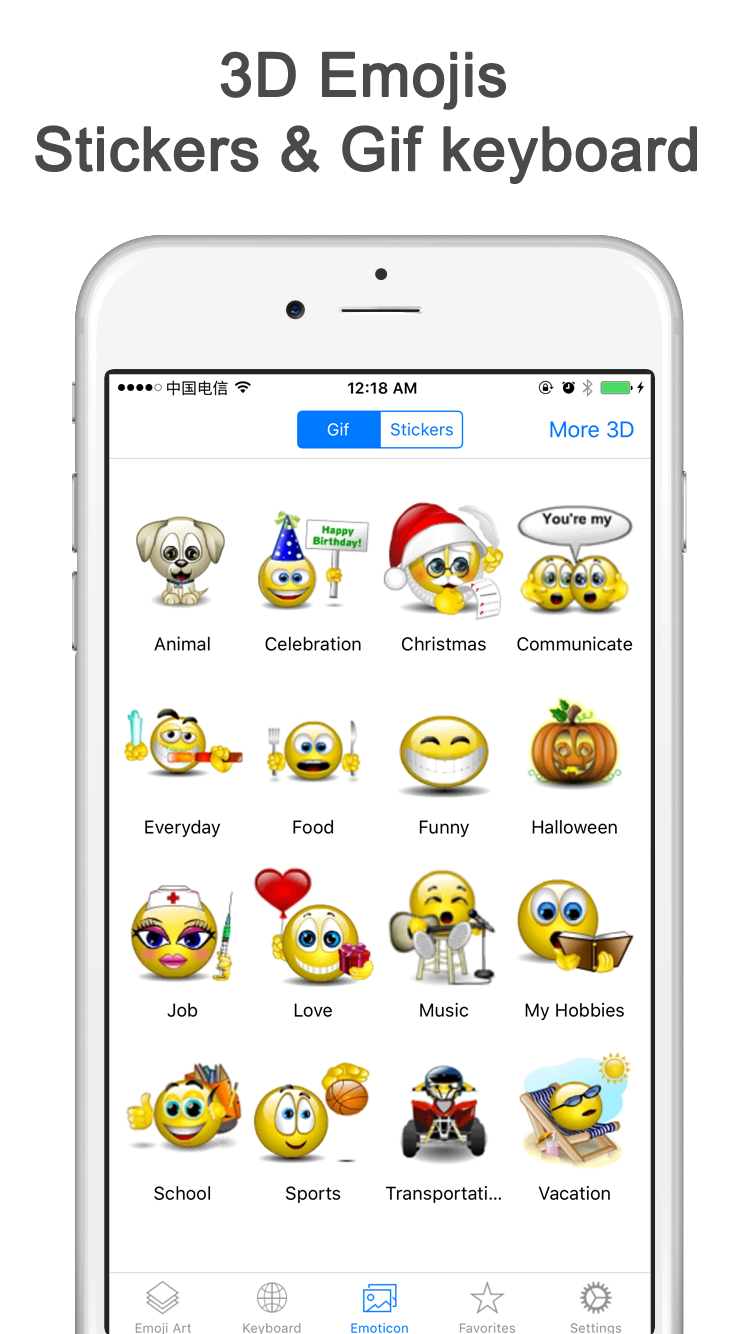 3D Emojis
Stickers & Gif keyboard
中国电信 12:18 AM
Gif Stickers More 3D
Happy
Birthday!
You're my
Animal Celebration Christmas Communicate
Everyday Food Funny Halloween
Job Love Music My Hobbies
School Sports Transportati... Vacation
Emoji Art Keyboard Emoticon Favorites Settings